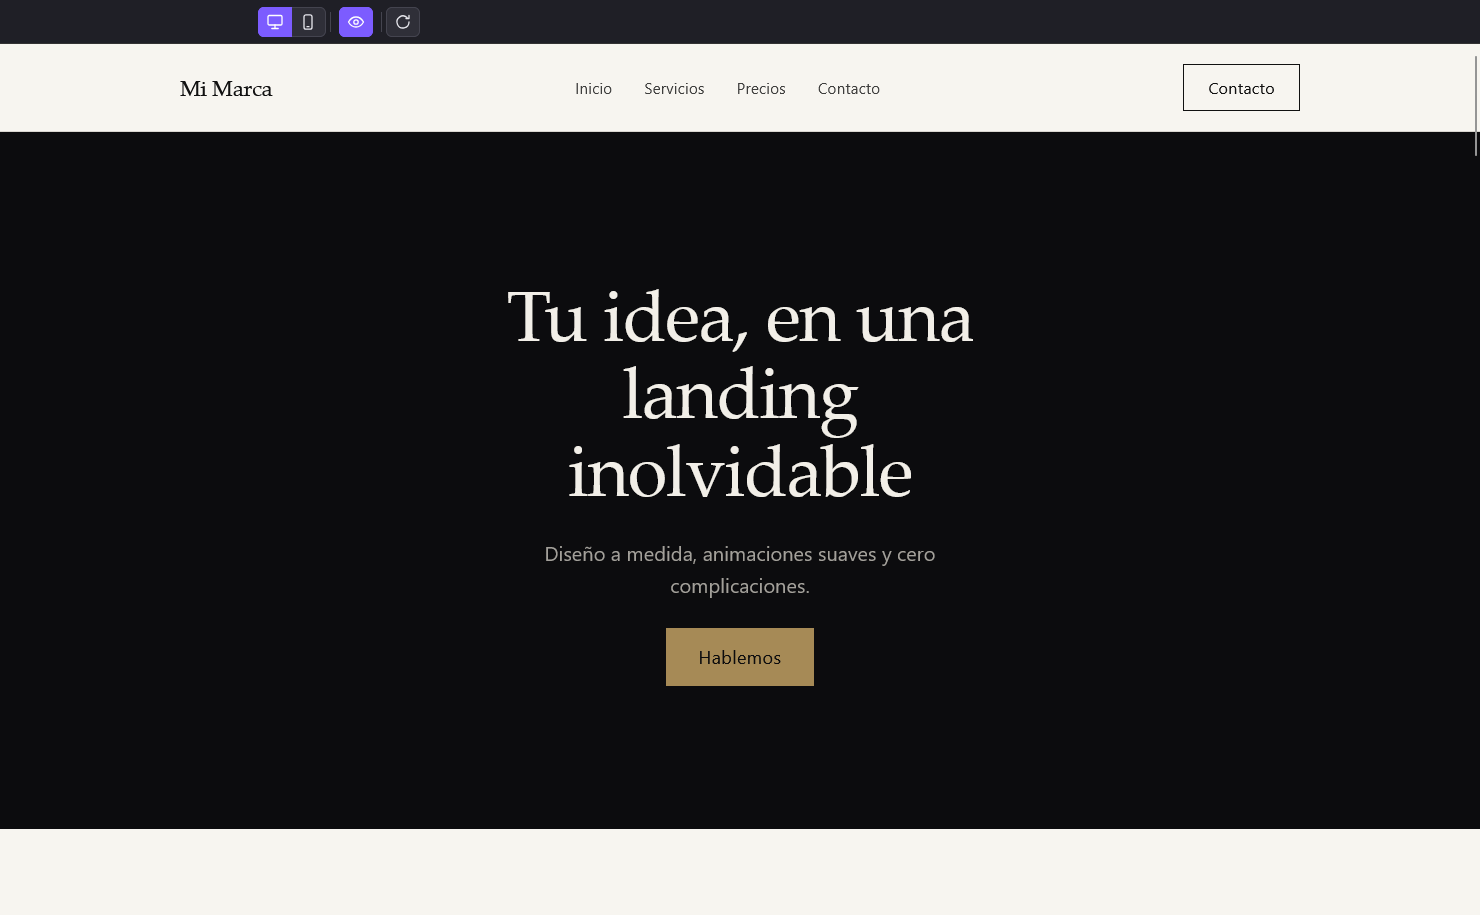 Mi Marca
Inicio
Servicios
Precios
Contacto
Contacto
Tu idea, en una
landing
inolvidable
Diseño a medida, animaciones suaves y cero
complicaciones.
Hablemos